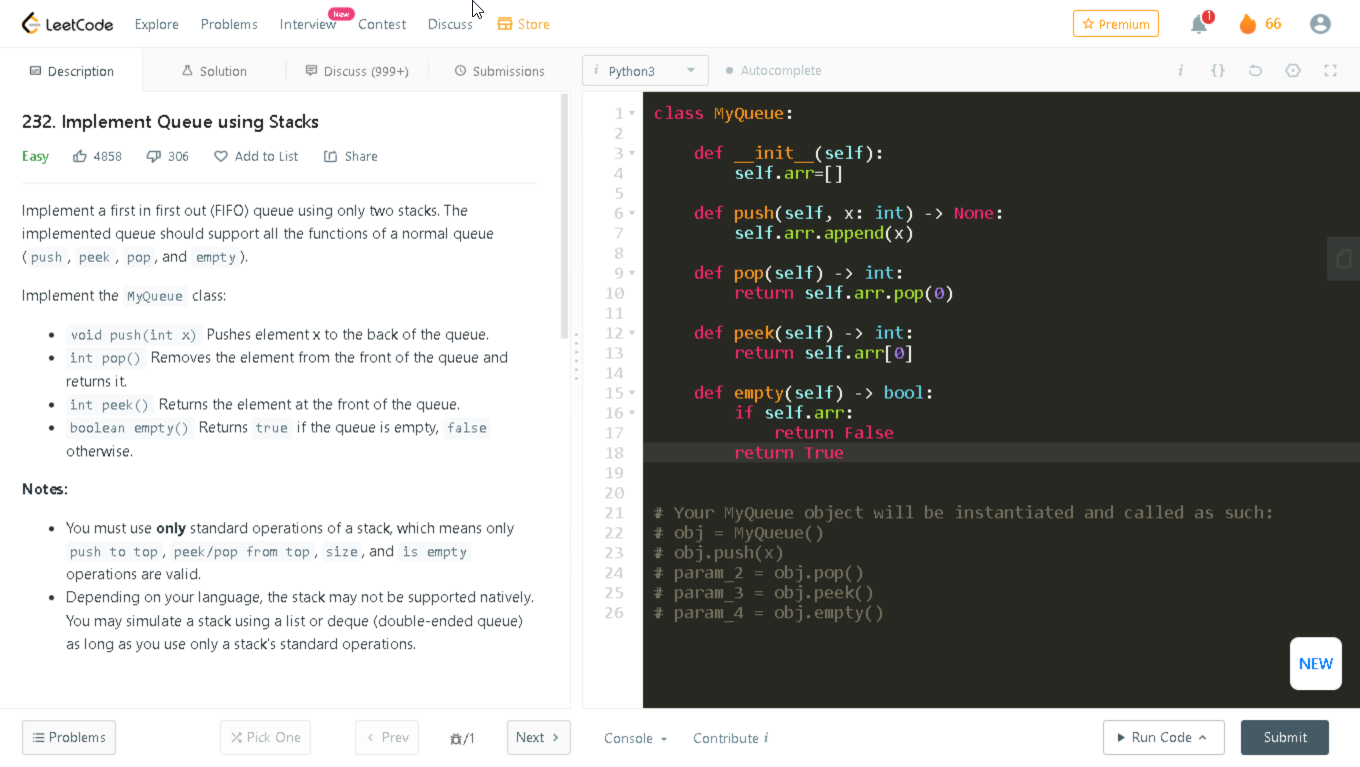 LeetCode Explore Problems Interview New Contest Discuss Store Premium 1 66
Description Solution Discuss (999+) Submissions
232. Implement Queue using Stacks
Easy 4858 306 Add to List Share
Implement a first in first out (FIFO) queue using only two stacks. The
implemented queue should support all the functions of a normal queue
(push, peek, pop, and empty).
Implement the MyQueue class:
• void push(int x) Pushes element x to the back of the queue.
• int pop() Removes the element from the front of the queue and
returns it.
• int peek() Returns the element at the front of the queue.
• boolean empty() Returns true if the queue is empty, false
otherwise.
Notes:
• You must use only standard operations of a stack, which means only
push to top, peek/pop from top, size, and is empty
operations are valid.
• Depending on your language, the stack may not be supported natively.
You may simulate a stack using a list or deque (double-ended queue)
as long as you use only a stack's standard operations.
i Python3 Autocomplete i {}
1 class MyQueue:
2
3 def __init__(self):
4 self.arr=[]
5
6 def push(self, x: int) -> None:
7 self.arr.append(x)
8
9 def pop(self) -> int:
10 return self.arr.pop(0)
11
12 def peek(self) -> int:
13 return self.arr[0]
14
15 def empty(self) -> bool:
16 if self.arr:
17 return False
18 return True
19
20
21 # Your MyQueue object will be instantiated and called as such:
22 # obj = MyQueue()
23 # obj.push(x)
24 # param_2 = obj.pop()
25 # param_3 = obj.peek()
26 # param_4 = obj.empty()
NEW
Problems Pick One Prev /1 Next Console Contribute i Run Code Submit